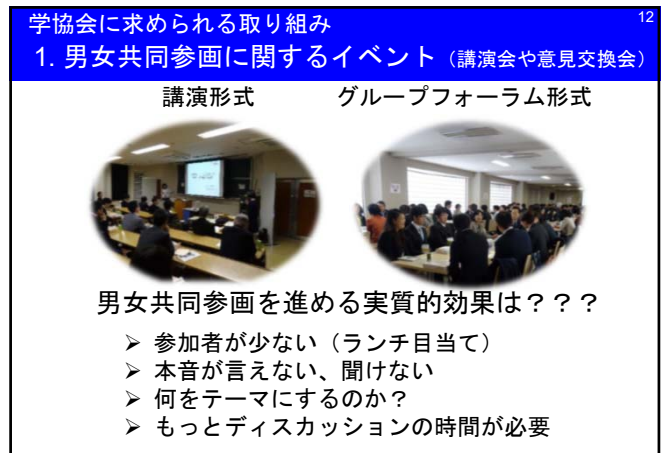 学協会に求められる取り組み
12
1. 男女共同参画に関するイベント（講演会や意見交換会）
講演形式
グループフォーラム形式
男女共同参画を進める実質的効果は？？？
➢ 参加者が少ない（ランチ目当て）
➢ 本音が言えない、聞けない
➢ 何をテーマにするのか？
➢ もっとディスカッションの時間が必要